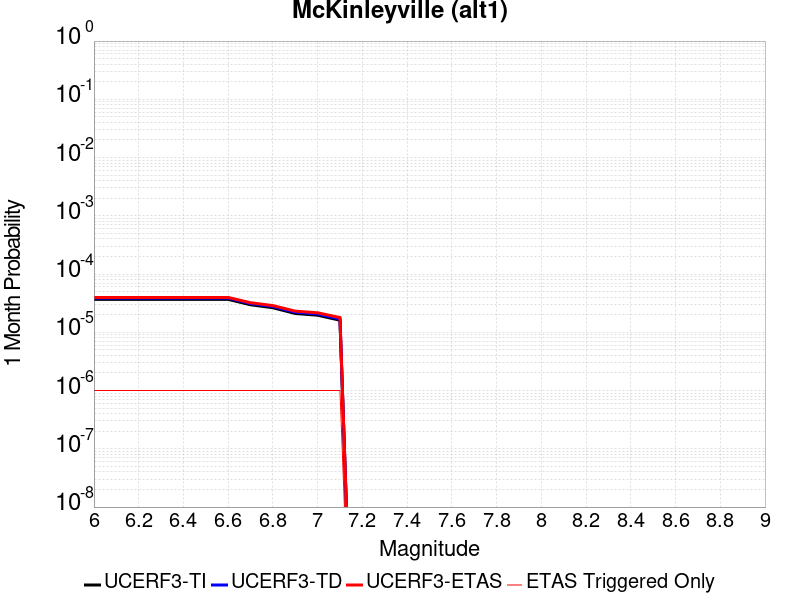 McKinleyville (alt1)
1 Month Probability
10^0
10^-1
10^-2
10^-3
10^-4
10^-5
10^-6
10^-7
10^-8
6 6.2 6.4 6.6 6.8 7 7.2 7.4 7.6 7.8 8 8.2 8.4 8.6 8.8 9
Magnitude
UCERF3-TI UCERF3-TD UCERF3-ETAS ETAS Triggered Only